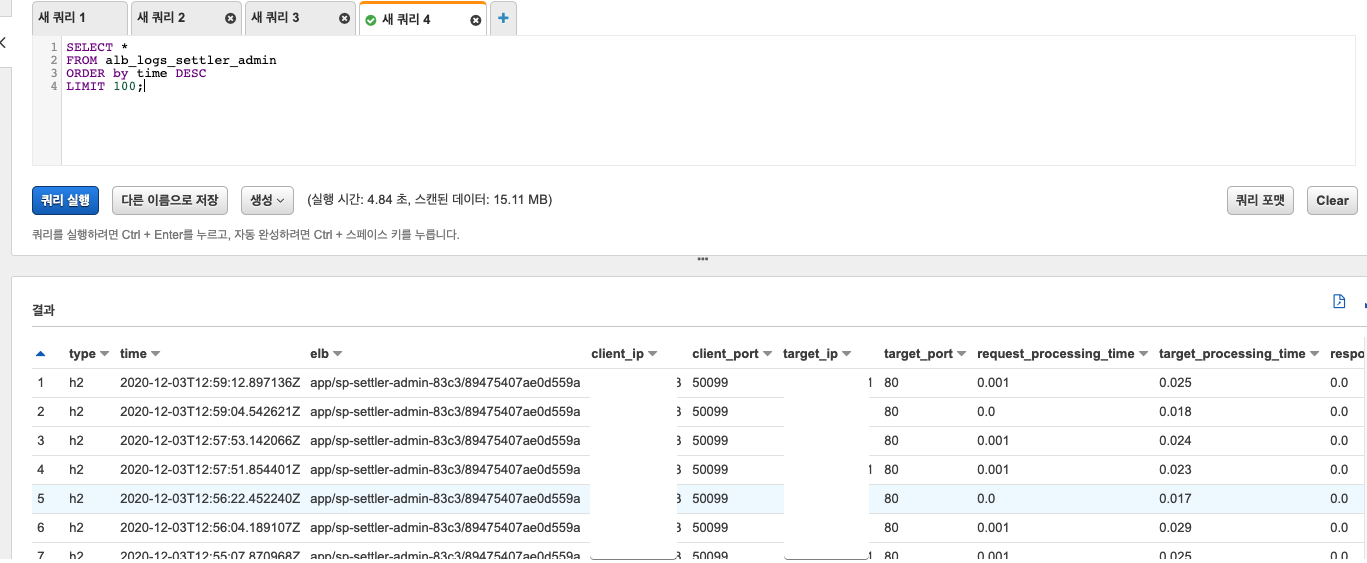 새 쿼리 1 새 쿼리 2 새 쿼리 3 새 쿼리 4
1 SELECT *
2 FROM alb_logs_settler_admin
3 ORDER by time DESC
4 LIMIT 100;
쿼리 실행 다른 이름으로 저장 생성 (실행 시간: 4.84 초, 스캔된 데이터: 15.11 MB) 쿼리 포맷 Clear
쿼리를 실행하려면 Ctrl + Enter를 누르고, 자동 완성하려면 Ctrl + 스페이스 키를 누릅니다.
결과
type time elb client_ip client_port target_ip target_port request_processing_time target_processing_time respo
1 h2 2020-12-03T12:59:12.897136Z app/sp-settler-admin-83c3/89475407ae0d559a 50099 80 0.001 0.025 0.0
2 h2 2020-12-03T12:59:04.542621Z app/sp-settler-admin-83c3/89475407ae0d559a 50099 80 0.0 0.018 0.0
3 h2 2020-12-03T12:57:53.142066Z app/sp-settler-admin-83c3/89475407ae0d559a 50099 80 0.001 0.024 0.0
4 h2 2020-12-03T12:57:51.854401Z app/sp-settler-admin-83c3/89475407ae0d559a 50099 80 0.001 0.023 0.0
5 h2 2020-12-03T12:56:22.452240Z app/sp-settler-admin-83c3/89475407ae0d559a 50099 80 0.0 0.017 0.0
6 h2 2020-12-03T12:56:04.189107Z app/sp-settler-admin-83c3/89475407ae0d559a 50099 80 0.001 0.029 0.0
7 h2 2020-12-03T12:55:07.870968Z app/sp-settler-admin-83c3/89475407ae0d559a 50099 80 0.001 0.025 0.0